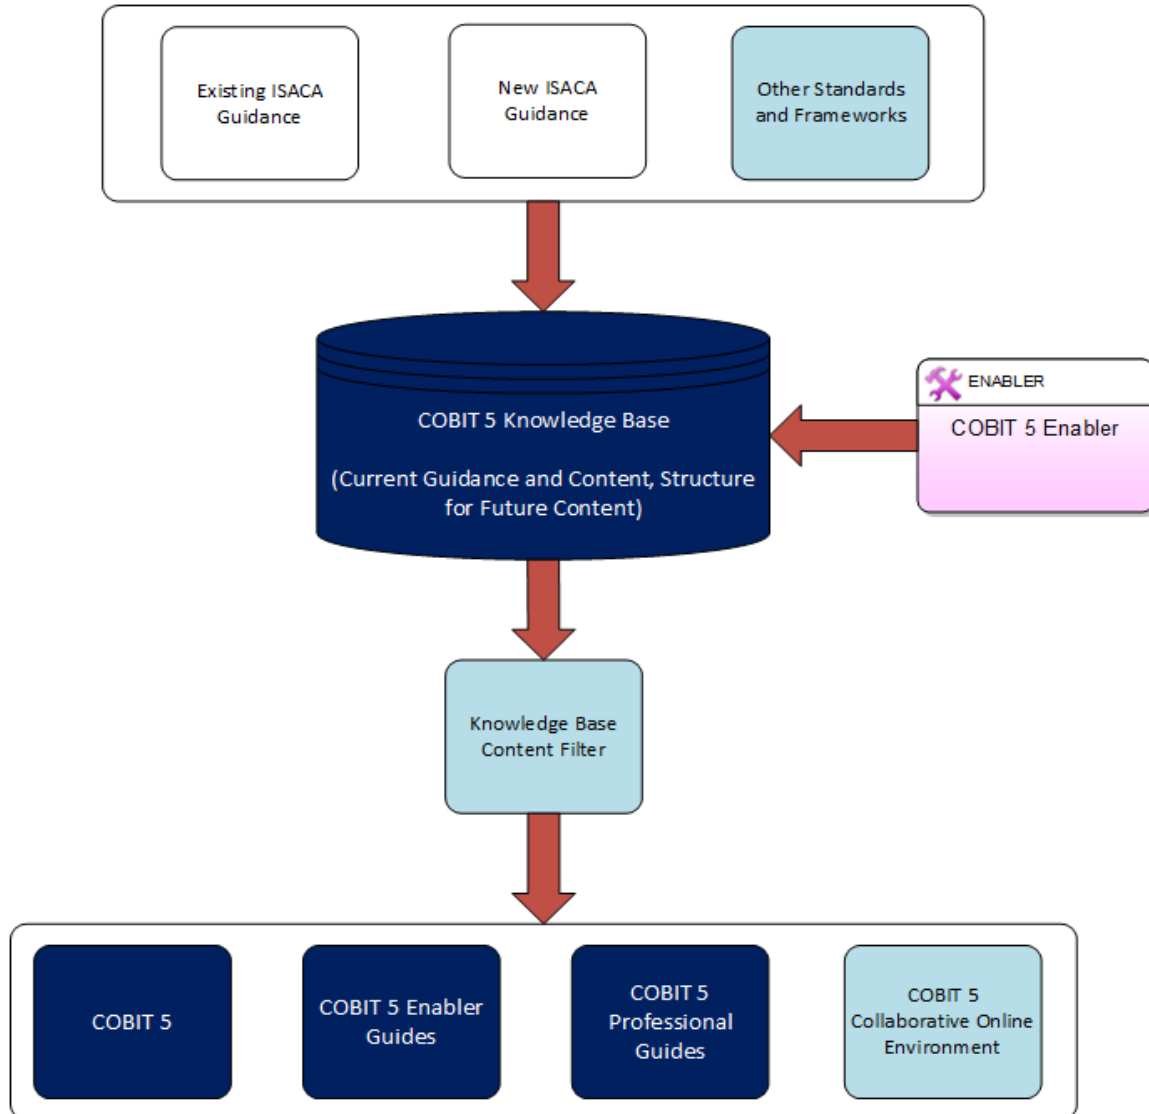 Existing ISACA
Guidance
New ISACA
Guidance
Other Standards
and Frameworks
COBIT 5 Knowledge Base
(Current Guidance and Content, Structure
for Future Content)
ENABLER
COBIT 5 Enabler
Knowledge Base
Content Filter
COBIT 5
COBIT 5 Enabler
Guides
COBIT 5
Professional
Guides
COBIT 5
Collaborative Online
Environment